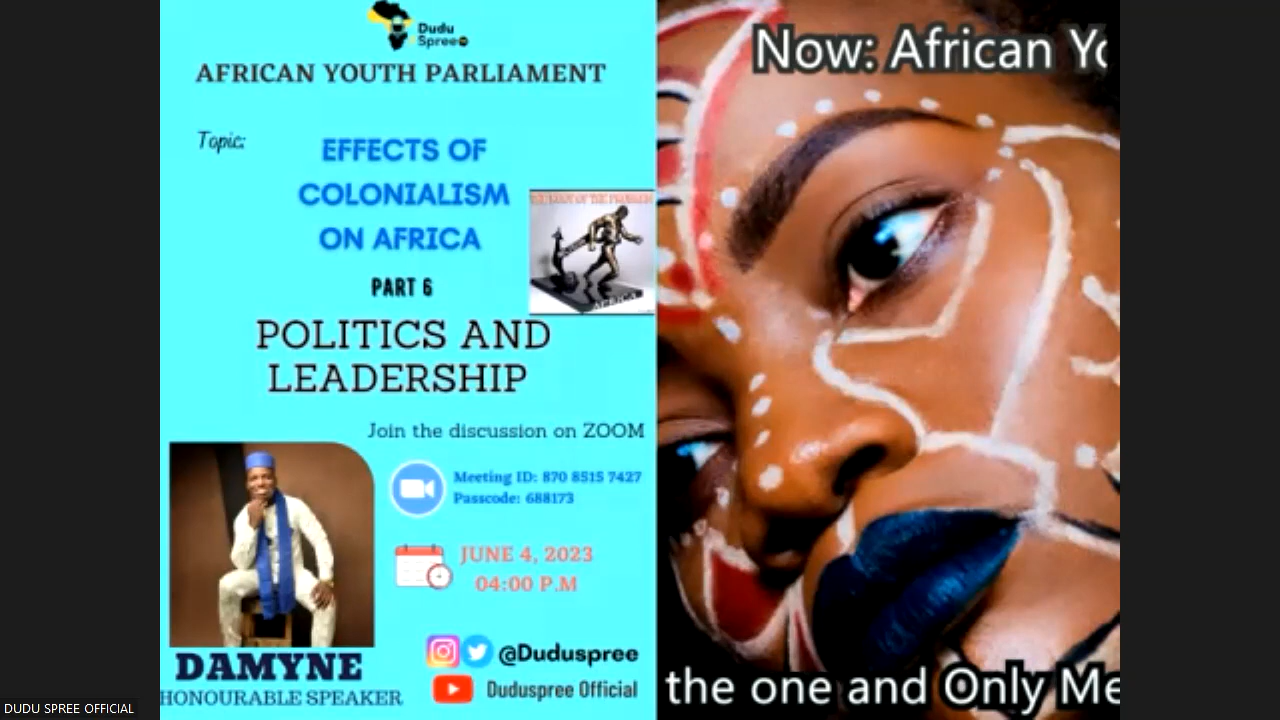 Dudu
Spree
AFRICAN YOUTH PARLIAMENT
Topic:
EFFECTS OF
COLONIALISM
ON AFRICA
PART 6
POLITICS AND
LEADERSHIP
AFRICA
Join the discussion on ZOOM
Meeting ID: 870 8515 7427
Passcode: 688173
JUNE 4, 2023
04:00 P.M
DAMYNE
HONOURABLE SPEAKER
@Duduspree
Duduspree Official
Now: African Yo
the one and Only Me
DUDU SPREE OFFICIAL